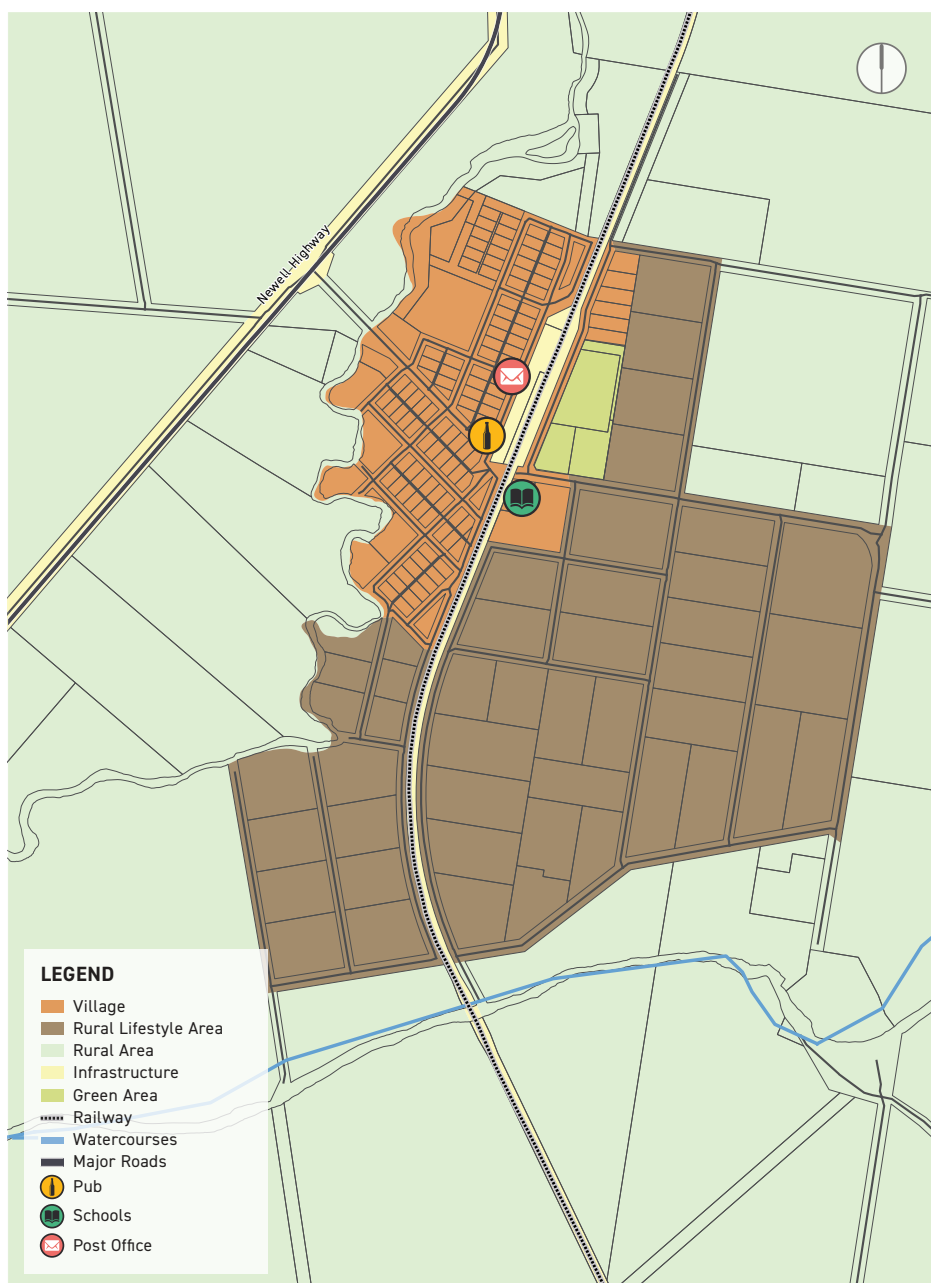 Newell-Highway
LEGEND
Village
Rural Lifestyle Area
Rural Area
Infrastructure
Green Area
Railway
Watercourses
Major Roads
Pub
Schools
Post Office